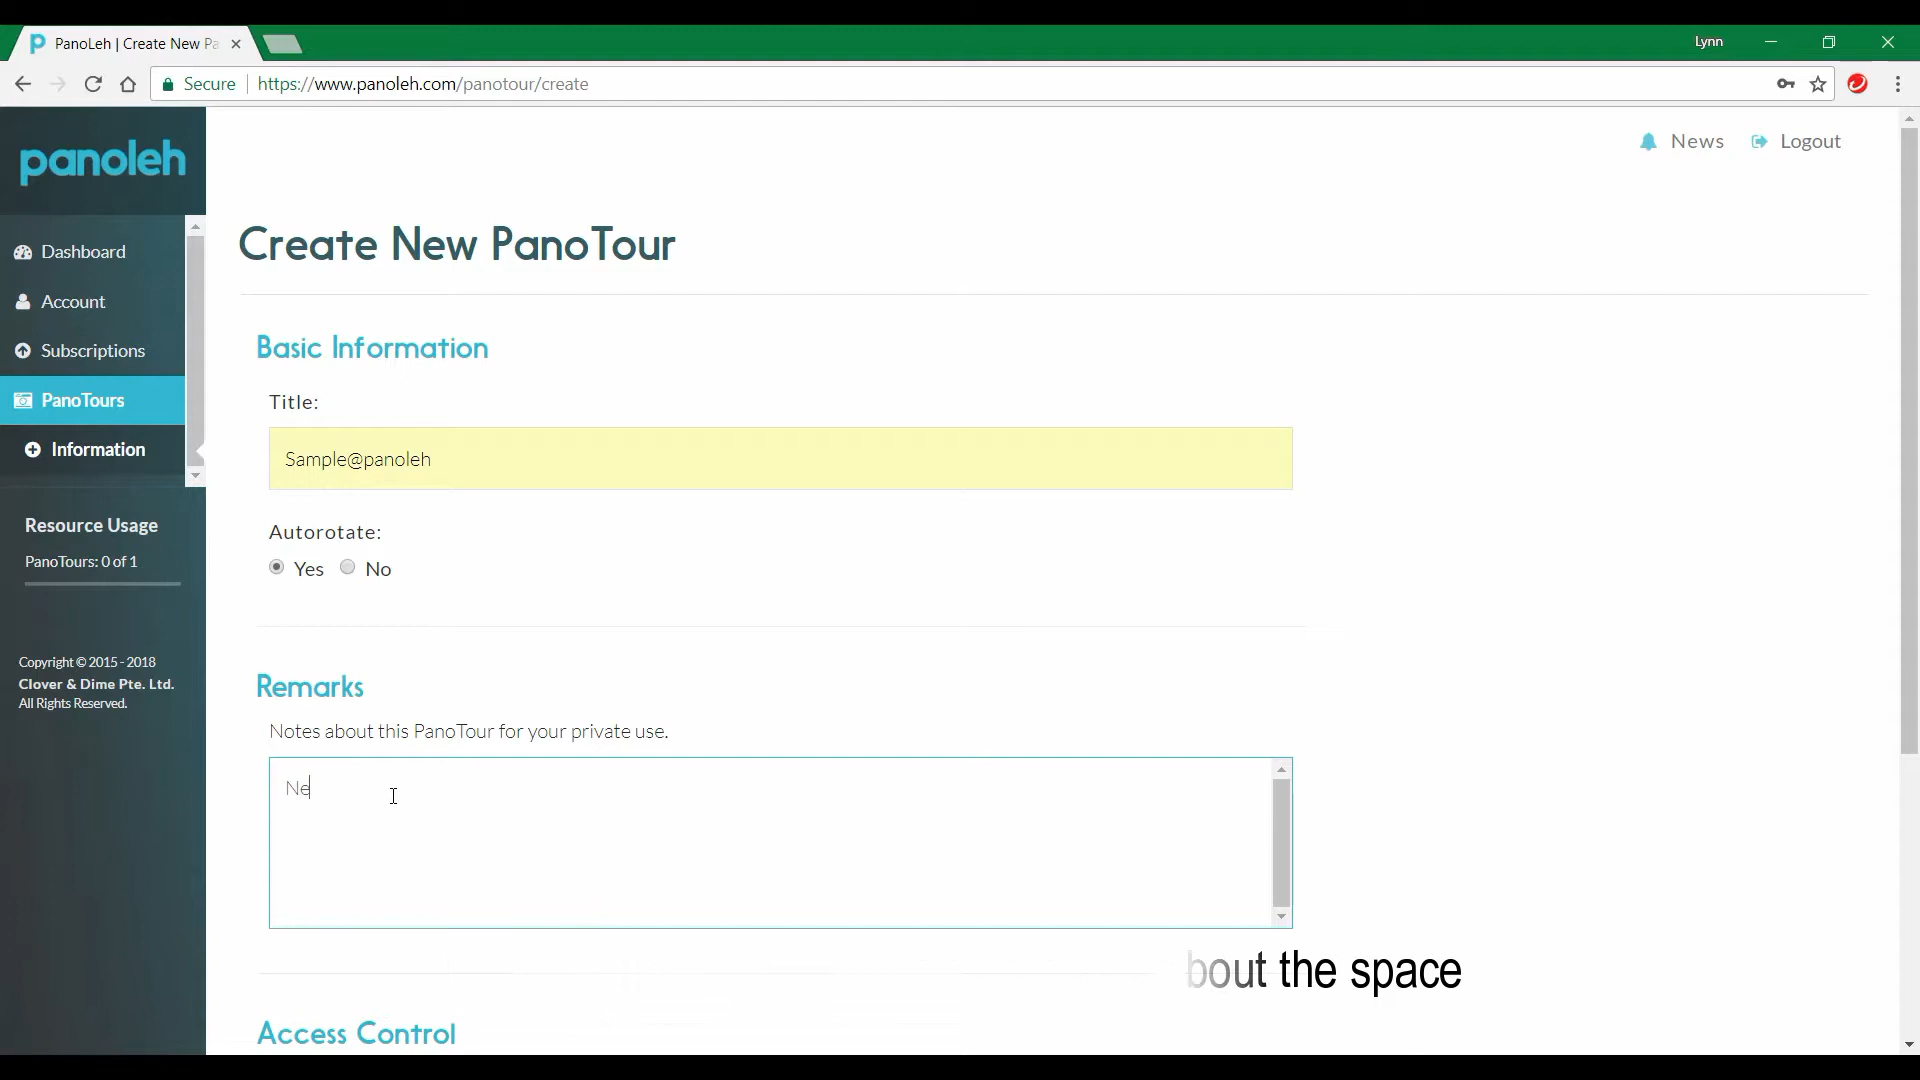 PanoLeh | Create New Pa
Lynn
Secure
https://www.panoleh.com/panotour/create
panoleh
News
Logout
Dashboard
Account
Subscriptions
PanoTours
Information
Resource Usage
PanoTours: 0 of 1
Copyright © 2015 - 2018
Clover & Dime Pte. Ltd.
All Rights Reserved.
Create New PanoTour
Basic Information
Title:
Sample@panoleh
Autorotate:
Yes No
Remarks
Notes about this PanoTour for your private use.
Ne
bout the space
Access Control